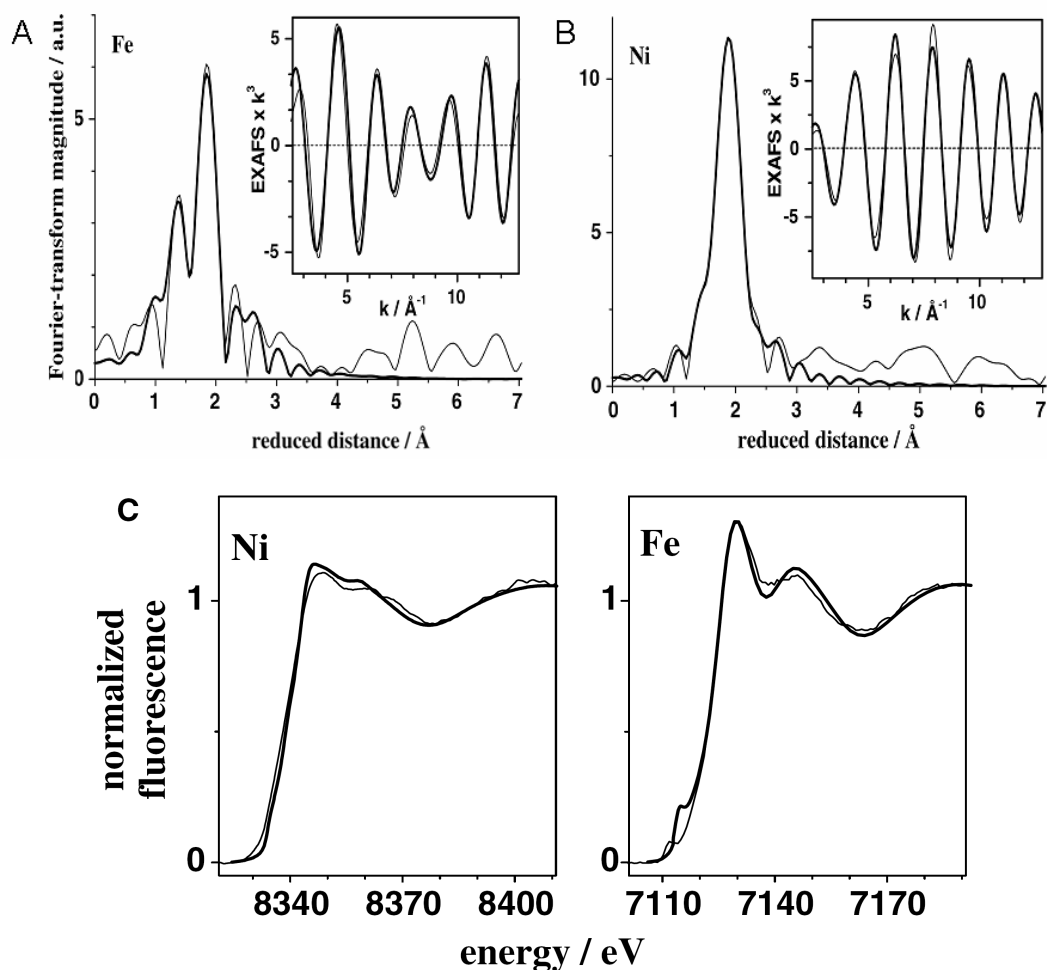 A
Fe
Fourier-transform magnitude / a.u.
5
0
0 1 2 3 4 5 6 7
reduced distance / Å
EXAFS x k³
5
0
-5
5 10
k / Å⁻¹
B
Ni
10
5
0
0 1 2 3 4 5 6 7
reduced distance / Å
EXAFS x k³
5
0
-5
5 10
k / Å⁻¹
C
Ni
Fe
normalized
fluorescence
1
0
8340 8370 8400
1
0
7110 7140 7170
energy / eV